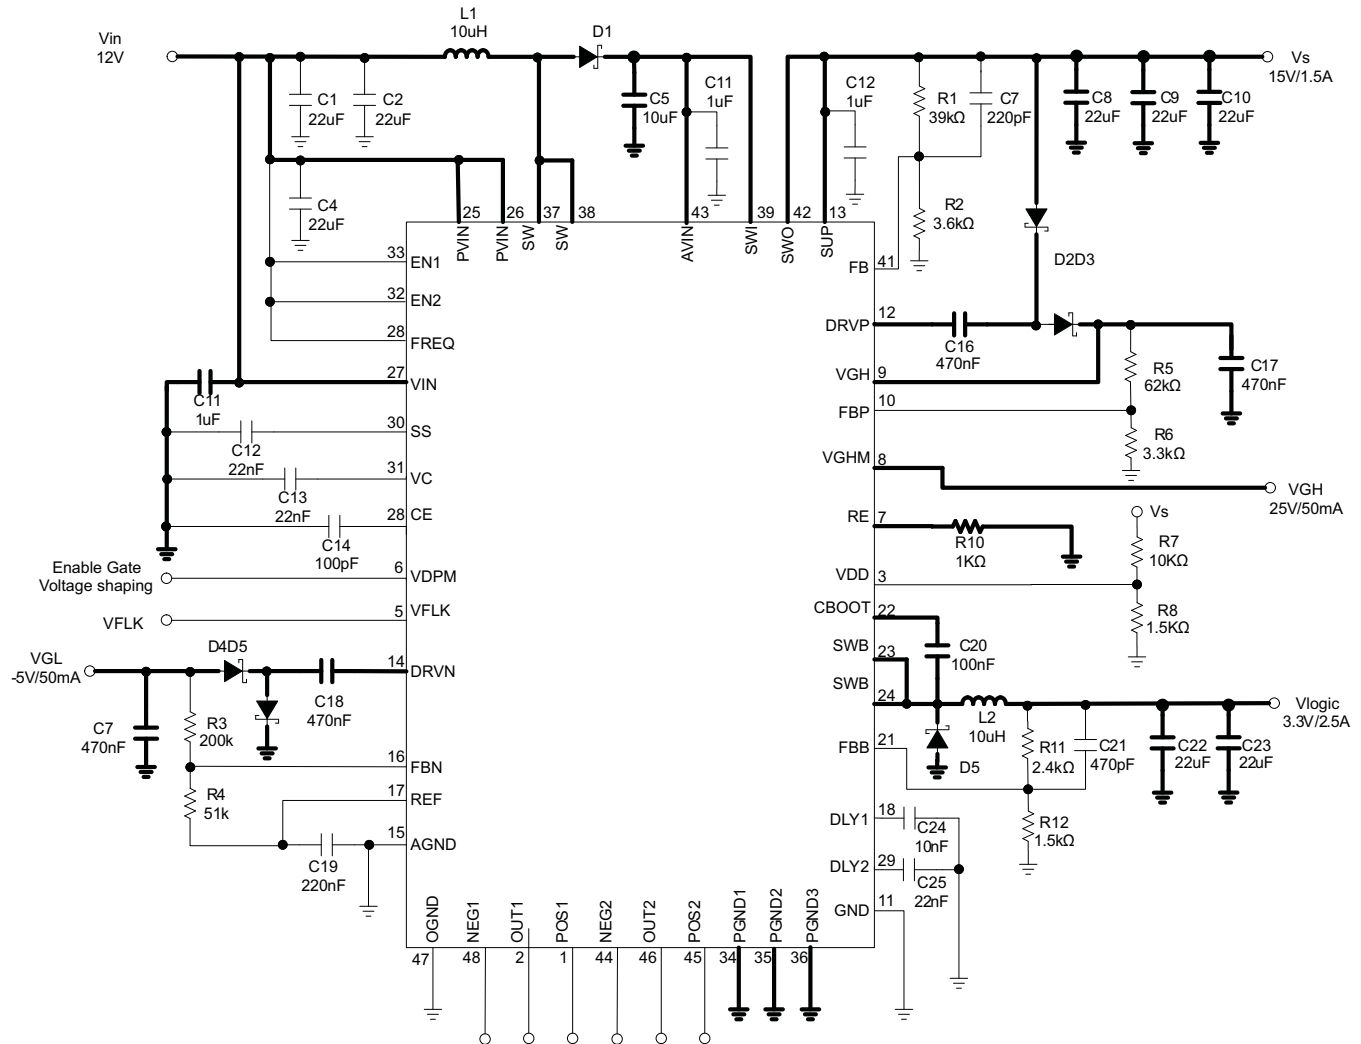 Vin
12V
L1
10uH
D1
C1
22uF
C2
22uF
C5
10uF
C11
1uF
C12
1uF
R1
39kΩ
C7
220pF
C8
22uF
C9
22uF
C10
22uF
Vs
15V/1.5A
C4
22uF
R2
3.6kΩ
25
26
37
38
43
39
42
13
PVIN
PVIN
SW
SW
AVIN
SWI
SWO
SUP
33
EN1
32
EN2
28
FREQ
27
VIN
C11
1uF
30
SS
C12
22nF
31
VC
C13
22nF
28
CE
C14
100pF
Enable Gate
Voltage shaping
6
VDPM
VFLK
5
VFLK
VGL
-5V/50mA
D4D5
14
DRVN
C18
470nF
C7
470nF
R3
200k
16
FBN
R4
51k
17
REF
15
AGND
C19
220nF
FB
41
D2D3
DRVP
12
C16
470nF
VGH
9
R5
62kΩ
C17
470nF
FBP
10
R6
3.3kΩ
VGHM
8
VGH
25V/50mA
RE
7
R10
1KΩ
Vs
R7
10KΩ
VDD
3
R8
1.5KΩ
CBOOT
22
C20
100nF
SWB
23
SWB
24
L2
10uH
Vlogic
3.3V/2.5A
FBB
21
D5
R11
2.4kΩ
C21
470pF
C22
22uF
C23
22uF
R12
1.5kΩ
DLY1
18
C24
10nF
DLY2
29
C25
22nF
GND
11
OGND
NEG1
OUT1
POS1
NEG2
OUT2
POS2
PGND1
PGND2
PGND3
47
48
2
1
44
46
45
34
35
36